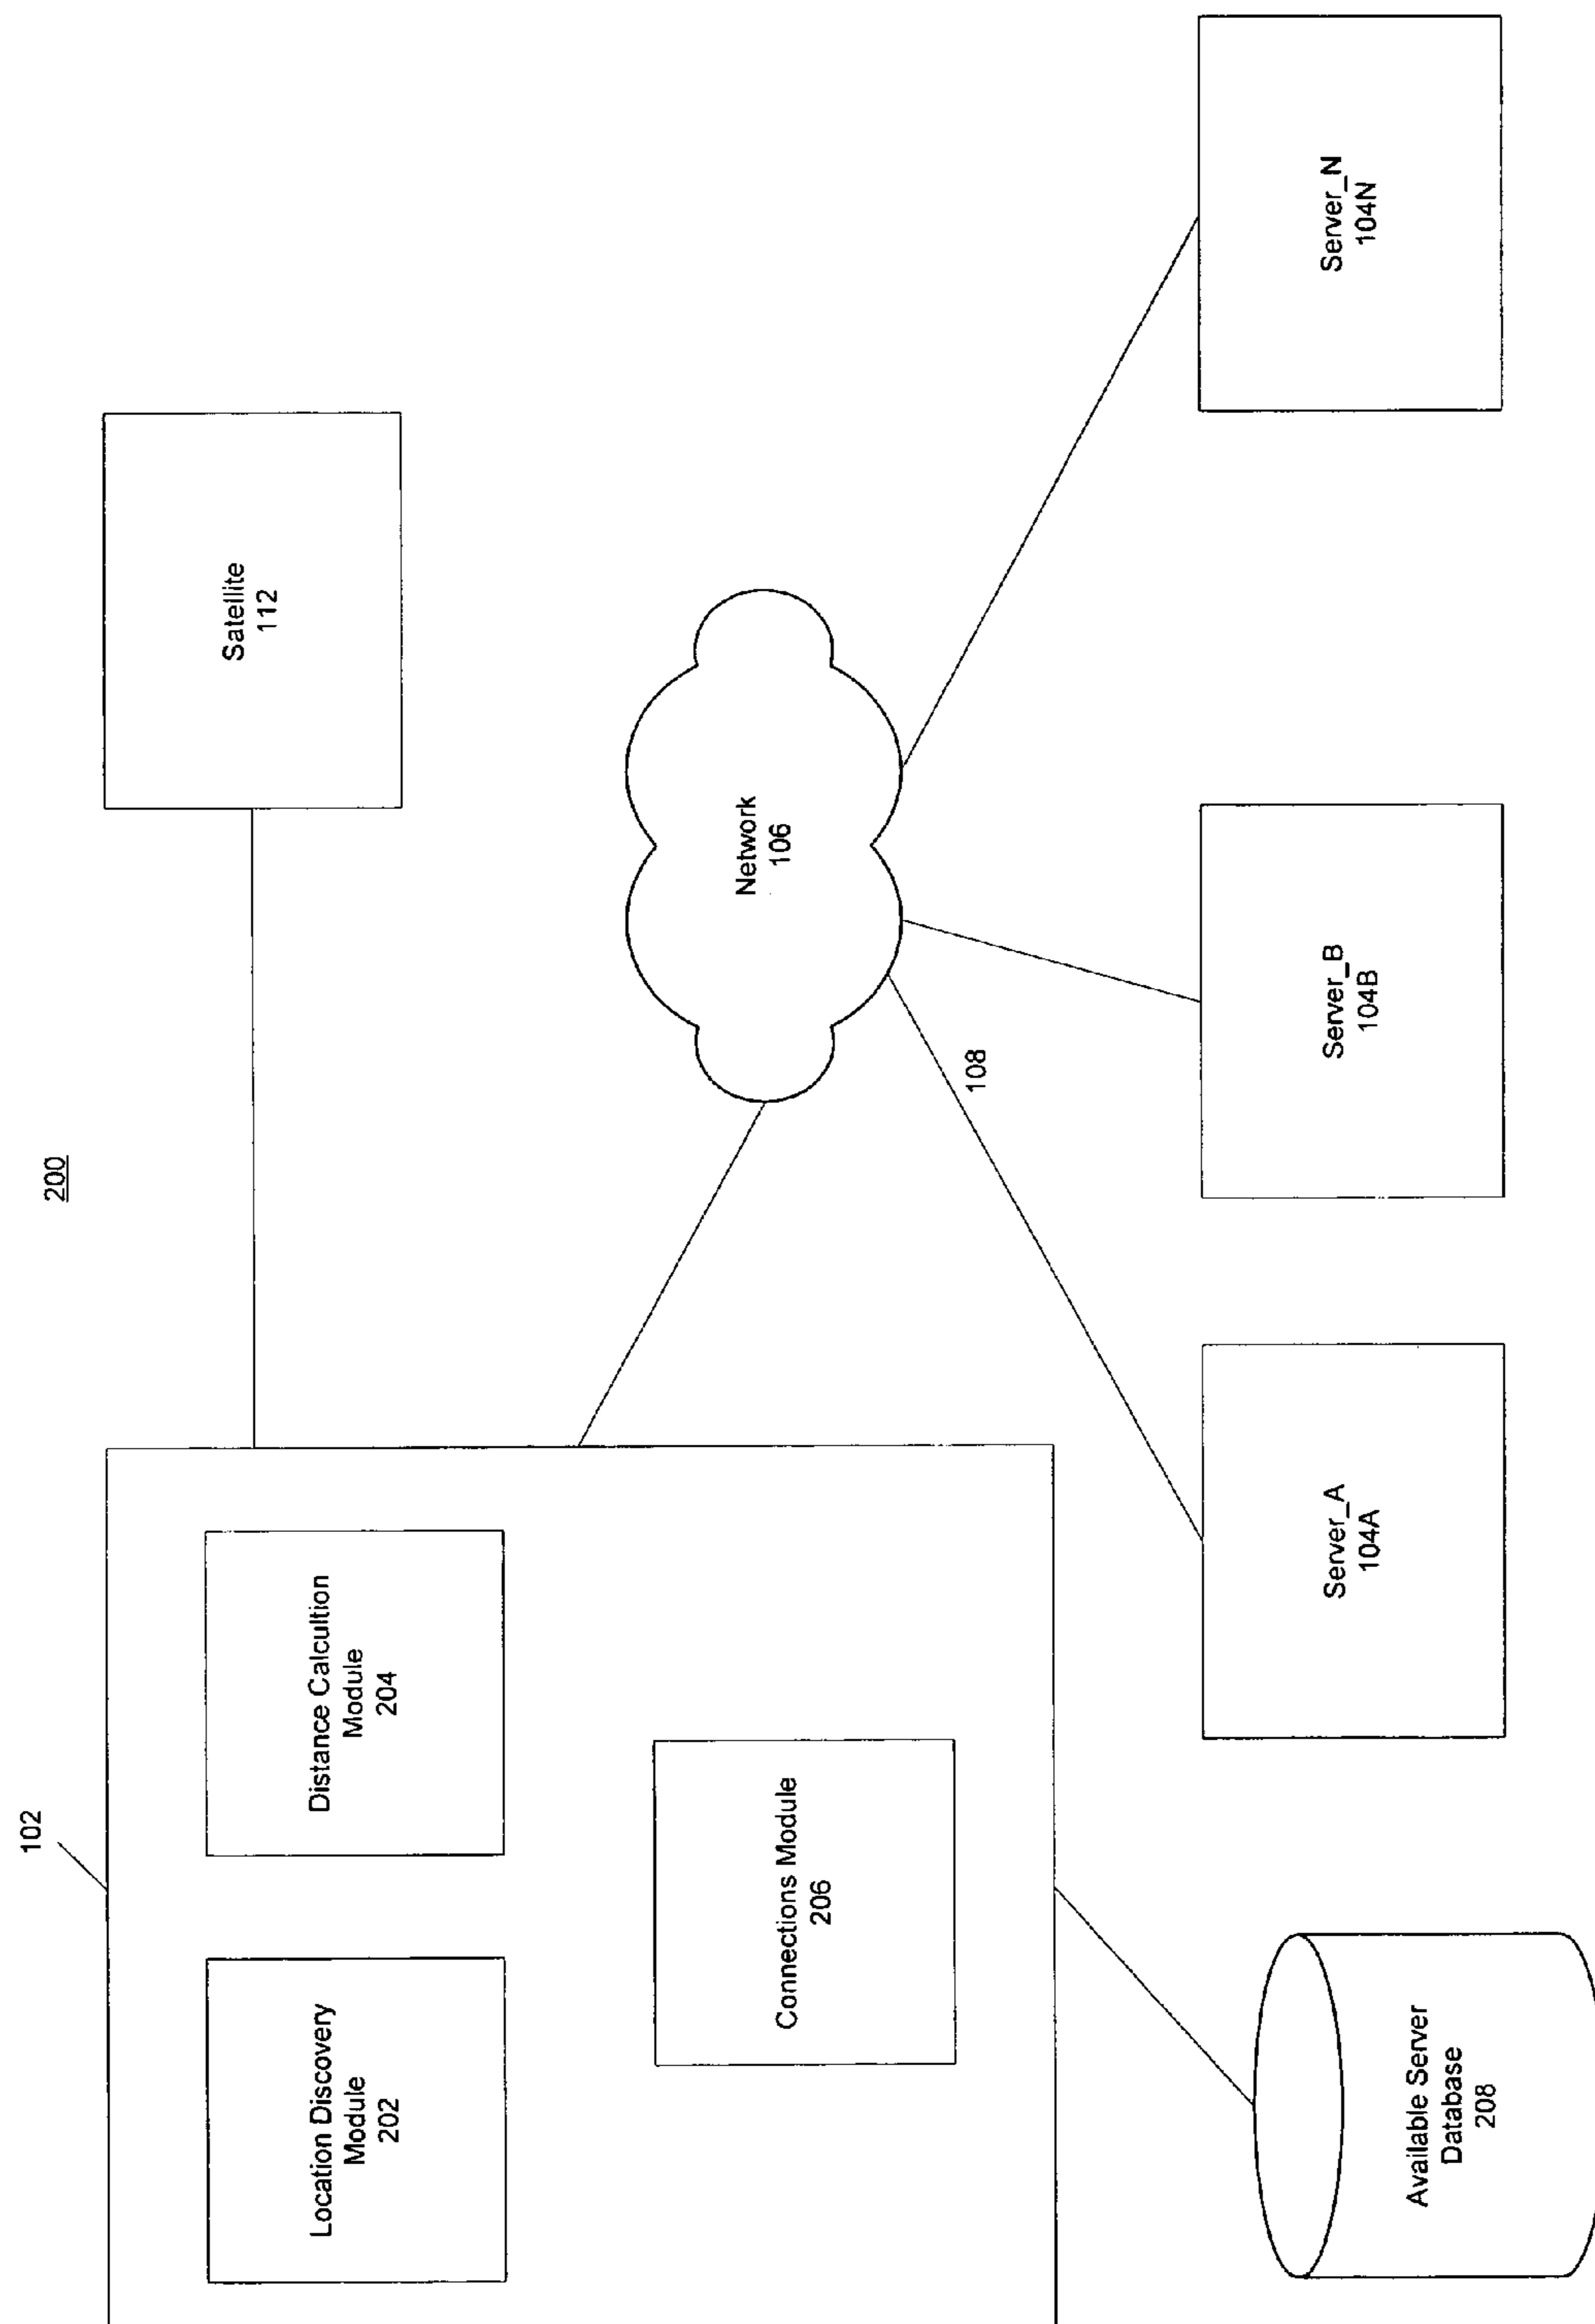 200
102
Location Discovery
Module
202
Distance Calcultion
Module
204
Satellite
112
Connections Module
206
Network
106
108
Available Server
Database
208
Server_A
104A
Server_B
104B
Server_N
104N